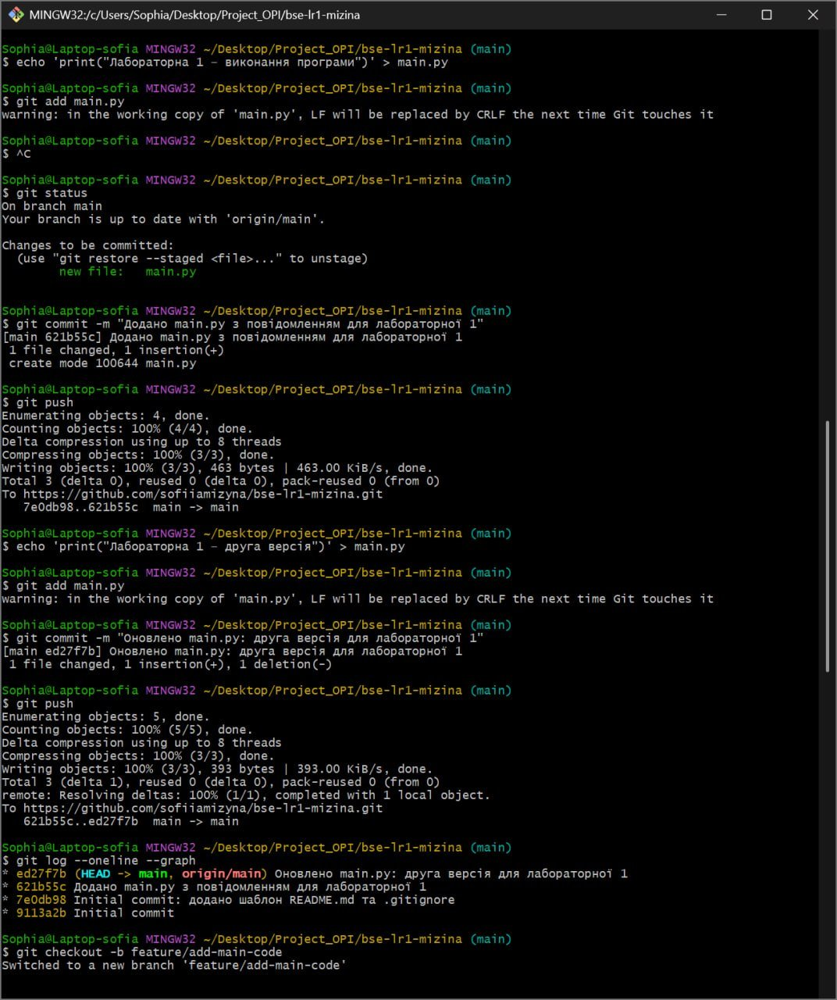 MINGW32:/c/Users/Sophia/Desktop/Project_OPI/bse-lr1-mizina
Sophia@Laptop-sofia MINGW32 ~/Desktop/Project_OPI/bse-lr1-mizina (main)
$ echo 'print("Лабораторна 1 – виконання програми")' > main.py
Sophia@Laptop-sofia MINGW32 ~/Desktop/Project_OPI/bse-lr1-mizina (main)
$ git add main.py
warning: in the working copy of 'main.py', LF will be replaced by CRLF the next time Git touches it
Sophia@Laptop-sofia MINGW32 ~/Desktop/Project_OPI/bse-lr1-mizina (main)
$ ^C
Sophia@Laptop-sofia MINGW32 ~/Desktop/Project_OPI/bse-lr1-mizina (main)
$ git status
On branch main
Your branch is up to date with 'origin/main'.
Changes to be committed:
  (use "git restore --staged <file>..." to unstage)
        new file:   main.py
Sophia@Laptop-sofia MINGW32 ~/Desktop/Project_OPI/bse-lr1-mizina (main)
$ git commit -m "Додано main.py з повідомленням для лабораторної 1"
[main 621b55c] Додано main.py з повідомленням для лабораторної 1
 1 file changed, 1 insertion(+)
 create mode 100644 main.py
Sophia@Laptop-sofia MINGW32 ~/Desktop/Project_OPI/bse-lr1-mizina (main)
$ git push
Enumerating objects: 4, done.
Counting objects: 100% (4/4), done.
Delta compression using up to 8 threads
Compressing objects: 100% (3/3), done.
Writing objects: 100% (3/3), 463 bytes | 463.00 KiB/s, done.
Total 3 (delta 0), reused 0 (delta 0), pack-reused 0 (from 0)
To https://github.com/sofiiamizyna/bse-lr1-mizina.git
   7e0db98..621b55c  main -> main
Sophia@Laptop-sofia MINGW32 ~/Desktop/Project_OPI/bse-lr1-mizina (main)
$ echo 'print("Лабораторна 1 – друга версія")' > main.py
Sophia@Laptop-sofia MINGW32 ~/Desktop/Project_OPI/bse-lr1-mizina (main)
$ git add main.py
warning: in the working copy of 'main.py', LF will be replaced by CRLF the next time Git touches it
Sophia@Laptop-sofia MINGW32 ~/Desktop/Project_OPI/bse-lr1-mizina (main)
$ git commit -m "Оновлено main.py: друга версія для лабораторної 1"
[main ed27f7b] Оновлено main.py: друга версія для лабораторної 1
 1 file changed, 1 insertion(+), 1 deletion(-)
Sophia@Laptop-sofia MINGW32 ~/Desktop/Project_OPI/bse-lr1-mizina (main)
$ git push
Enumerating objects: 5, done.
Counting objects: 100% (5/5), done.
Delta compression using up to 8 threads
Compressing objects: 100% (3/3), done.
Writing objects: 100% (3/3), 393 bytes | 393.00 KiB/s, done.
Total 3 (delta 1), reused 0 (delta 0), pack-reused 0 (from 0)
remote: Resolving deltas: 100% (1/1), completed with 1 local object.
To https://github.com/sofiiamizyna/bse-lr1-mizina.git
   621b55c..ed27f7b  main -> main
Sophia@Laptop-sofia MINGW32 ~/Desktop/Project_OPI/bse-lr1-mizina (main)
$ git log --oneline --graph
* ed27f7b (HEAD -> main, origin/main) Оновлено main.py: друга версія для лабораторної 1
* 621b55c Додано main.py з повідомленням для лабораторної 1
* 7e0db98 Initial commit: додано шаблон README.md та .gitignore
* 9113a2b Initial commit
Sophia@Laptop-sofia MINGW32 ~/Desktop/Project_OPI/bse-lr1-mizina (main)
$ git checkout -b feature/add-main-code
Switched to a new branch 'feature/add-main-code'